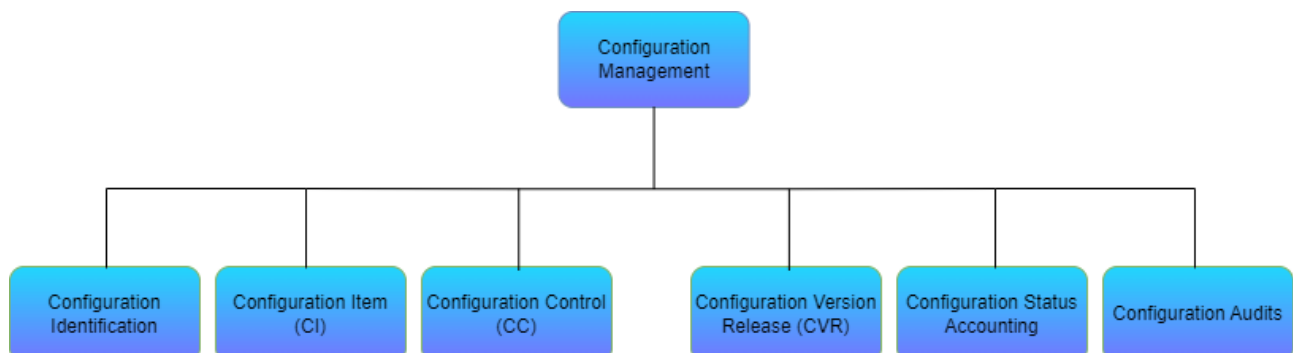 Configuration
Management
Configuration
Identification
Configuration Item
(CI)
Configuration Control
(CC)
Configuration Version
Release (CVR)
Configuration Status
Accounting
Configuration Audits